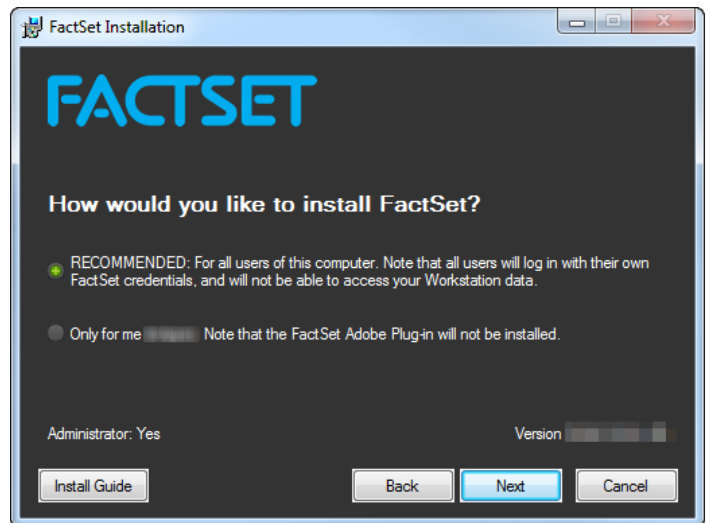 FactSet Installation
FACTSET
How would you like to install FactSet?
RECOMMENDED: For all users of this computer. Note that all users will log in with their own
FactSet credentials, and will not be able to access your Workstation data.
Only for me Note that the FactSet Adobe Plug-in will not be installed.
Administrator: Yes
Version
Install Guide
Back
Next
Cancel